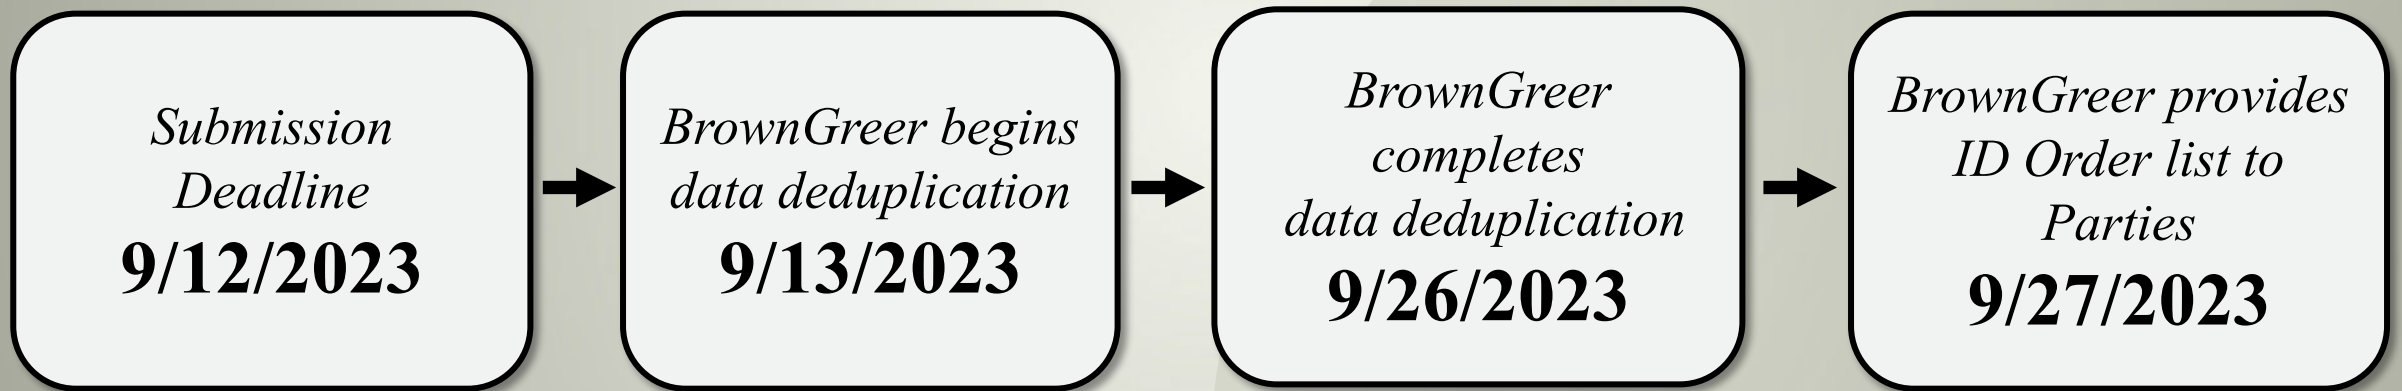 Submission
Deadline
9/12/2023
BrownGreer begins
data deduplication
9/13/2023
BrownGreer
completes
data deduplication
9/26/2023
BrownGreer provides
ID Order list to
Parties
9/27/2023